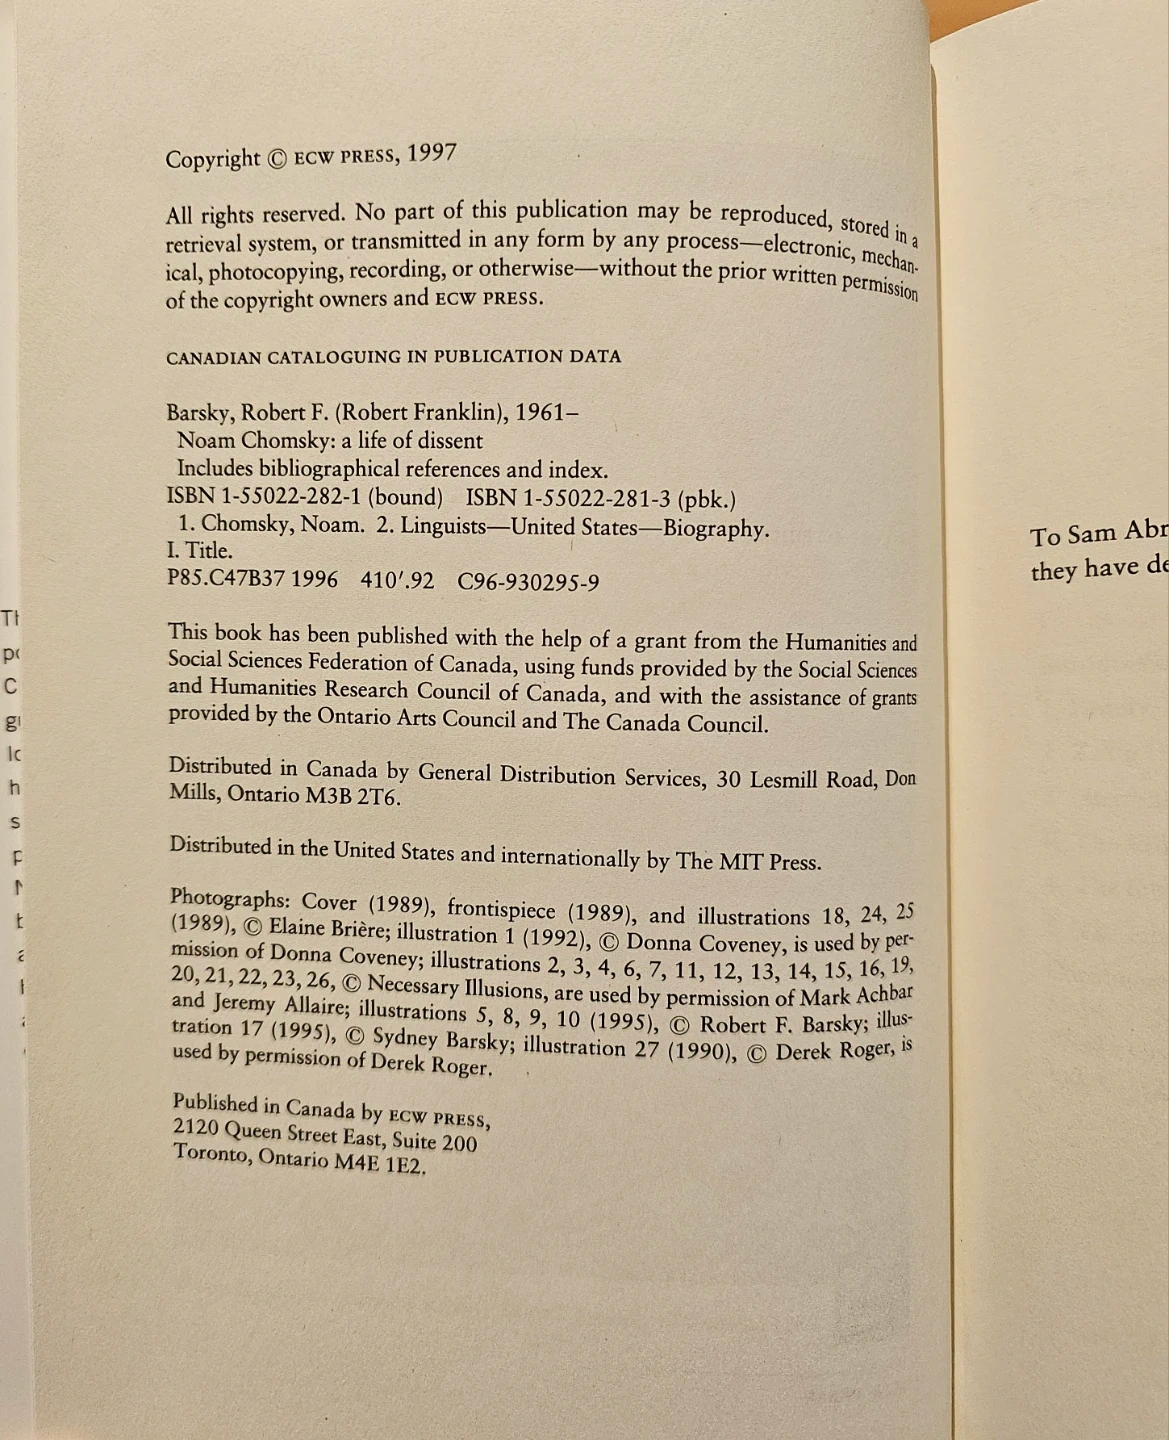 Copyright © ECW PRESS, 1997
All rights reserved. No part of this publication may be reproduced, stored in a
retrieval system, or transmitted in any form by any process—electronic, mechan-
ical, photocopying, recording, or otherwise—without the prior written permission
of the copyright owners and ECW PRESS.
CANADIAN CATALOGUING IN PUBLICATION DATA
Barsky, Robert F. (Robert Franklin), 1961–
Noam Chomsky: a life of dissent
Includes bibliographical references and index.
ISBN 1-55022-282-1 (bound) ISBN 1-55022-281-3 (pbk.)
1. Chomsky, Noam. 2. Linguists—United States—Biography.
I. Title.
P85.C47B37 1996 410′.92 C96-930295-9
This book has been published with the help of a grant from the Humanities and
Social Sciences Federation of Canada, using funds provided by the Social Sciences
and Humanities Research Council of Canada, and with the assistance of grants
provided by the Ontario Arts Council and The Canada Council.
Distributed in Canada by General Distribution Services, 30 Lesmill Road, Don
Mills, Ontario M3B 2T6.
Distributed in the United States and internationally by The MIT Press.
Photographs: Cover (1989), frontispiece (1989), and illustrations 18, 24, 25
(1989), © Elaine Brière; illustration 1 (1992), © Donna Coveney, is used by per-
mission of Donna Coveney; illustrations 2, 3, 4, 6, 7, 11, 12, 13, 14, 15, 16, 19,
20, 21, 22, 23, 26, © Necessary Illusions, are used by permission of Mark Achbar
and Jeremy Allaire; illustrations 5, 8, 9, 10 (1995), © Robert F. Barsky; illus-
tration 17 (1995), © Sydney Barsky; illustration 27 (1990), © Derek Roger, is
used by permission of Derek Roger.
Published in Canada by ECW PRESS,
2120 Queen Street East, Suite 200
Toronto, Ontario M4E 1E2.
To Sam Abr
they have de